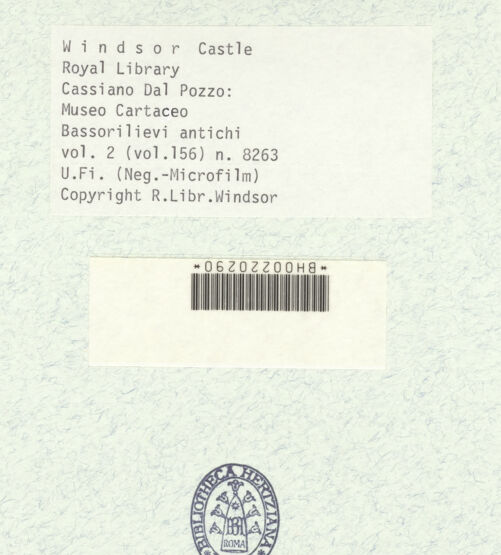 Windsor Castle
Royal Library
Cassiano Dal Pozzo:
Museo Cartaceo
Bassorilievi antichi
vol. 2 (vol.156) n. 8263
U.Fi. (Neg.-Microfilm)
Copyright R.Libr.Windsor
*BH002202290*
BIBLIOTHECA HERTZIANA
ROMA